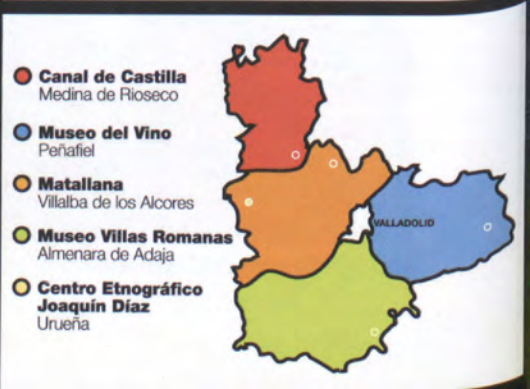 Canal de Castilla
Medina de Rioseco
Museo del Vino
Peñafiel
Matallana
Villalba de los Alcores
Museo Villas Romanas
Almenara de Adaja
Centro Etnográfico
Joaquín Díaz
Urueña
VALLADOLID